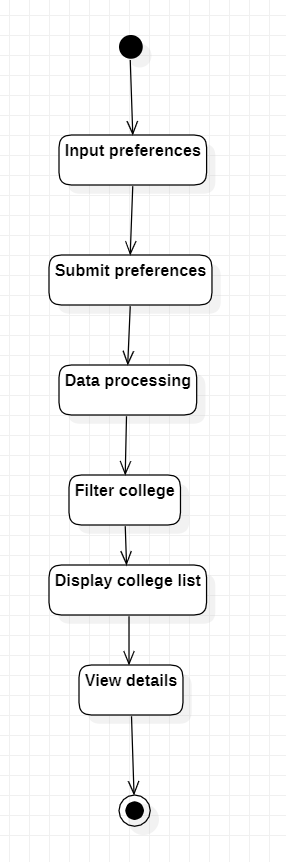 Input preferences
Submit preferences
Data processing
Filter college
Display college list
View details